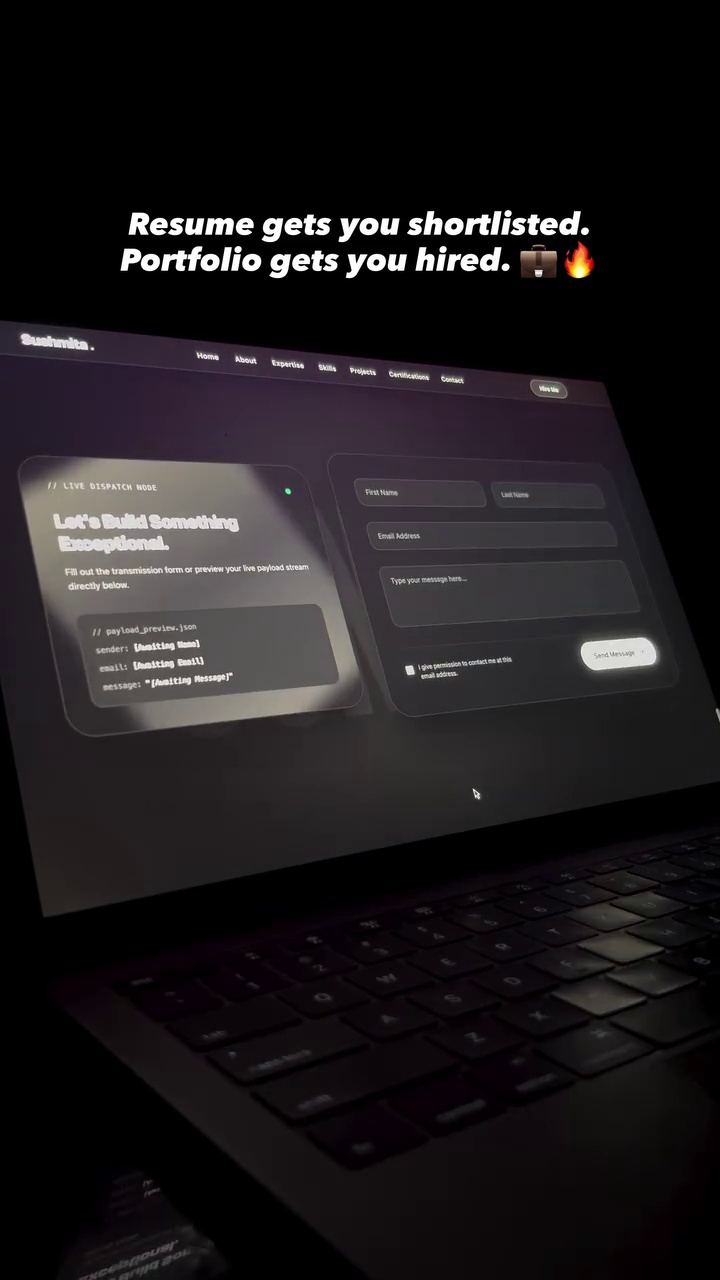 Resume gets you shortlisted.
Portfolio gets you hired. 💼🔥
Sushmita.
Home About Expertise Skills Projects Certifications Contact
Hire Me
// LIVE DISPATCH NODE
Let's Build Something
Exceptional.
Fill out the transmission form or preview your live payload stream
directly below.
// payload_preview.json
sender: [Awaiting Name]
email: [Awaiting Email]
message: "[Awaiting Message]"
First Name
Last Name
Email Address
Type your message here...
I give permission to contact me at this
email address.
Send Message
Q W E R
A S D
Z X